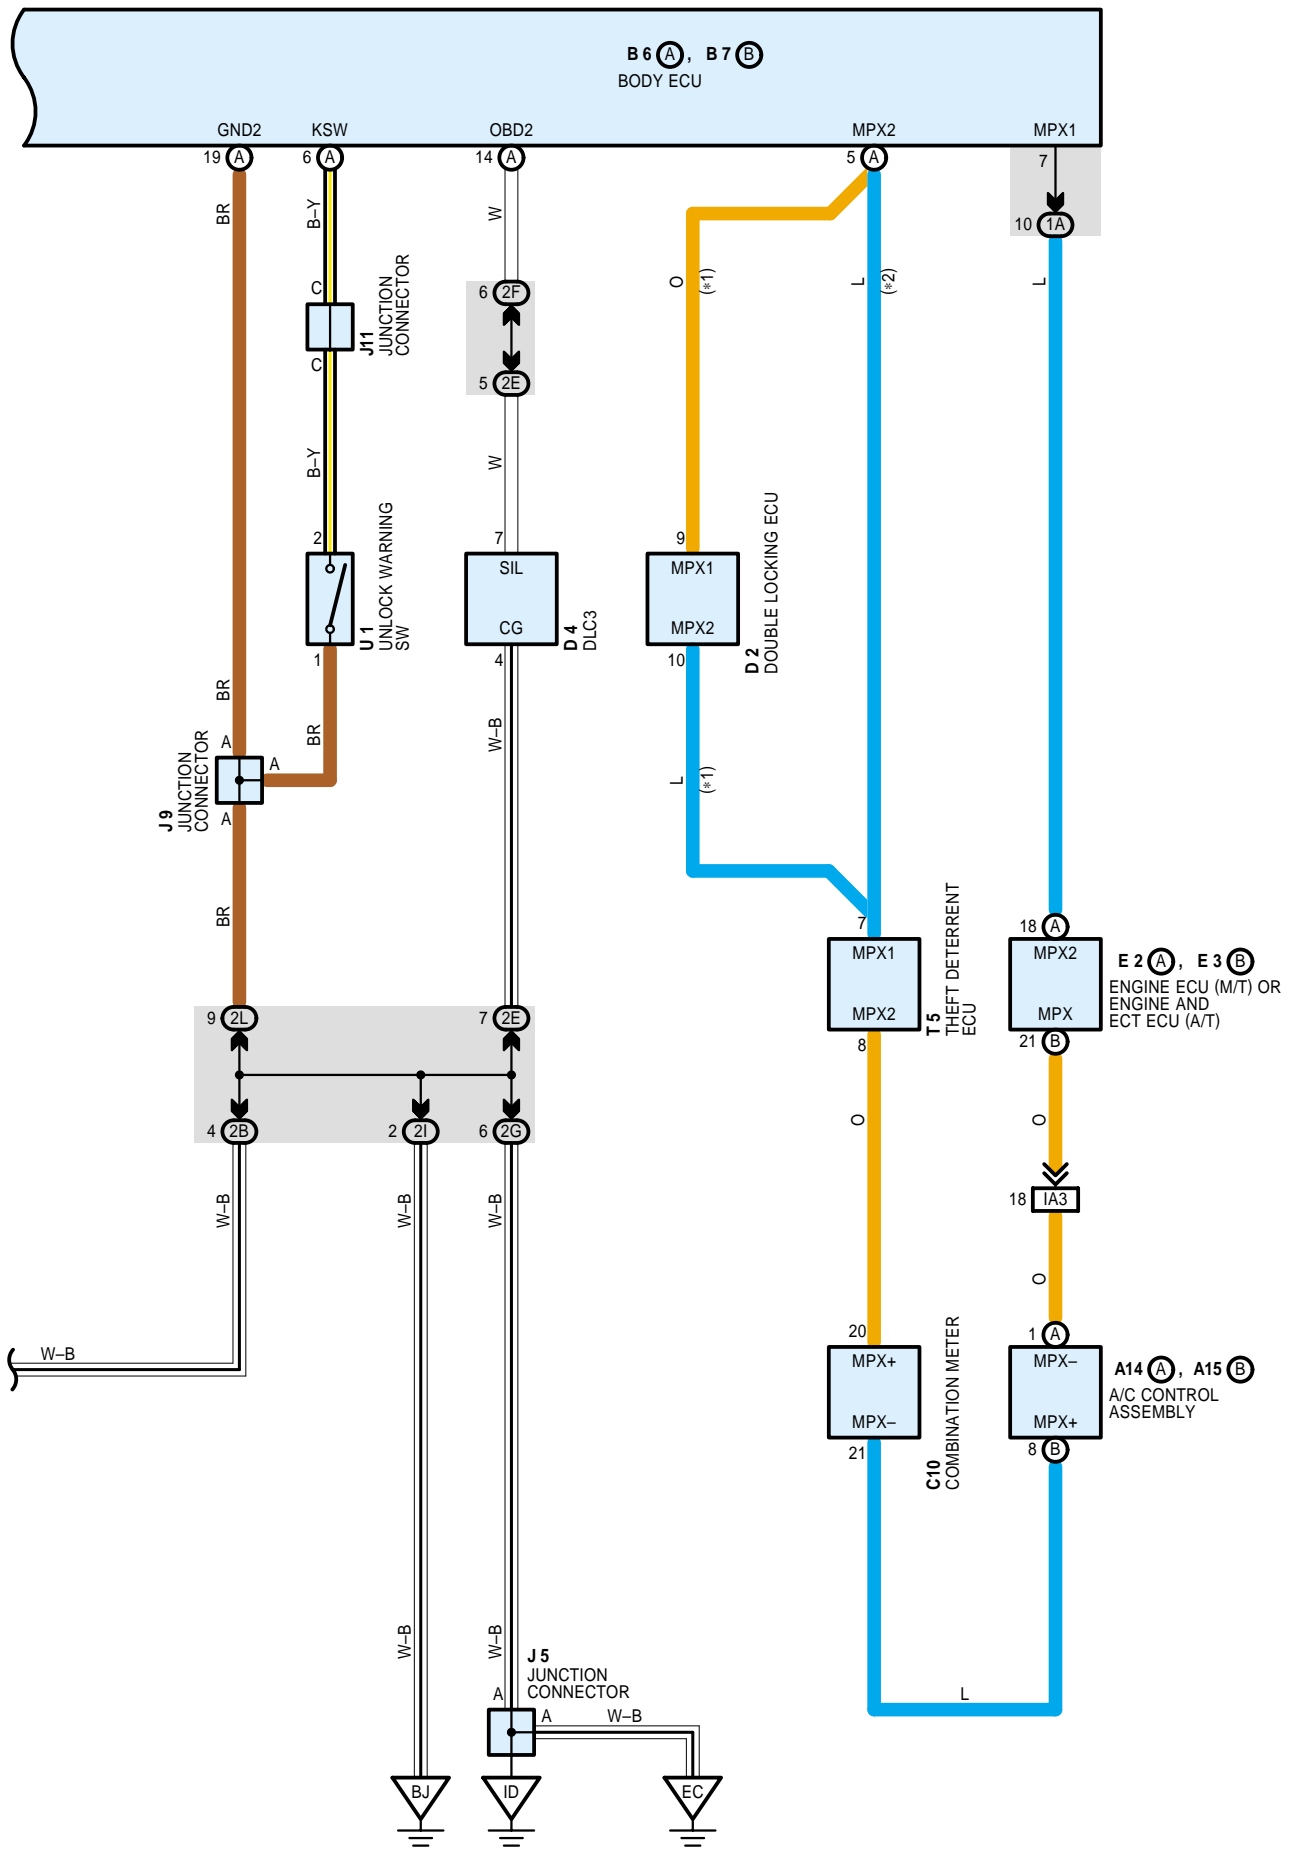 B 6 A , B 7 B
BODY ECU
GND2 KSW OBD2 MPX2 MPX1
19 A 6 A 14 A 5 A 7
10 1A
BR B–Y W
O (*1) L (*2) L
C
J11 JUNCTION CONNECTOR
C
6 2F
5 2E
B–Y W
2
U 1 UNLOCK WARNING SW
1
7
SIL
CG
4
D 4 DLC3
9
MPX1
MPX2
10
D 2 DOUBLE LOCKING ECU
BR BR W–B L (*1)
A
A
A
J 9 JUNCTION CONNECTOR
BR
7
MPX1
MPX2
8
T 5 THEFT DETERRENT ECU
18 A
MPX2
MPX
21 B
E 2 A , E 3 B
ENGINE ECU (M/T) OR
ENGINE AND
ECT ECU (A/T)
9 2L 7 2E
4 2B 2 2I 6 2G
O O
18 IA3
W–B W–B W–B
O
W–B
20
MPX+
MPX–
21
C10 COMBINATION METER
1 A
MPX–
MPX+
8 B
A14 A , A15 B
A/C CONTROL
ASSEMBLY
W–B W–B
J 5
JUNCTION
CONNECTOR
L
A
A W–B
BJ ID EC